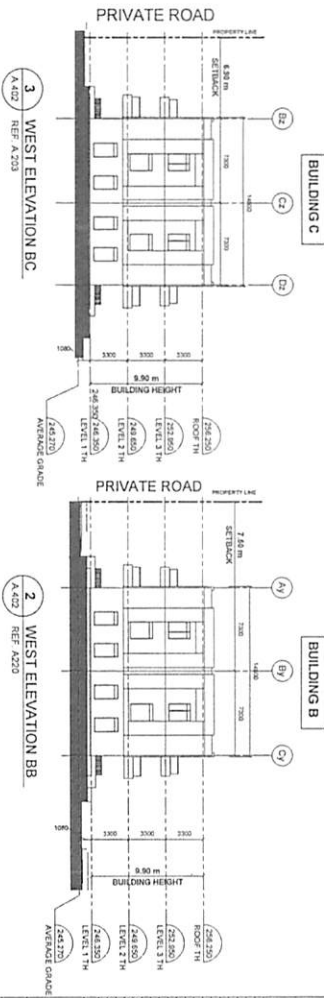 BUILDING C
PRIVATE ROAD
PROPERTY LINE
6.90 m
SETBACK
Bz
Cz
Dz
7300
7300
3300
3300
3300
9.90 m
BUILDING HEIGHT
1080
256.250
ROOF TH
252.950
LEVEL 3 TH
249.650
LEVEL 2 TH
246.350
246.350
LEVEL 1 TH
245.270
AVERAGE GRADE
3
A.402
WEST ELEVATION BC
REF. A.203
BUILDING B
PRIVATE ROAD
PROPERTY LINE
SETBACK
Ay
By
Cy
7300
7300
3300
3300
3300
9.90 m
BUILDING HEIGHT
256.250
ROOF TH
252.950
LEVEL 3 TH
249.650
LEVEL 2 TH
246.350
LEVEL 1 TH
245.270
AVERAGE GRADE
2
A.402
WEST ELEVATION BB
REF. A220